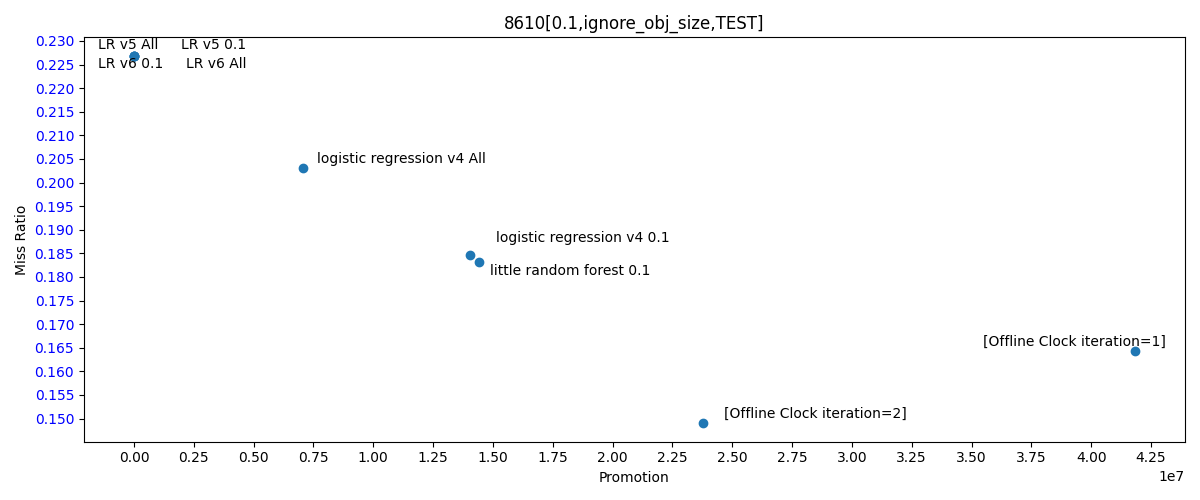 8610[0.1,ignore_obj_size,TEST]
0.230
LR v5 All LR v5 0.1
LR v6 0.1 LR v6 All
0.225
0.220
0.215
0.210
0.205
logistic regression v4 All
0.200
0.195
0.190
logistic regression v4 0.1
0.185
little random forest 0.1
0.180
0.175
0.170
0.165
[Offline Clock iteration=1]
0.160
0.155
0.150
[Offline Clock iteration=2]
Miss Ratio
0.00 0.25 0.50 0.75 1.00 1.25 1.50 1.75 2.00 2.25 2.50 2.75 3.00 3.25 3.50 3.75 4.00 4.25
1e7
Promotion